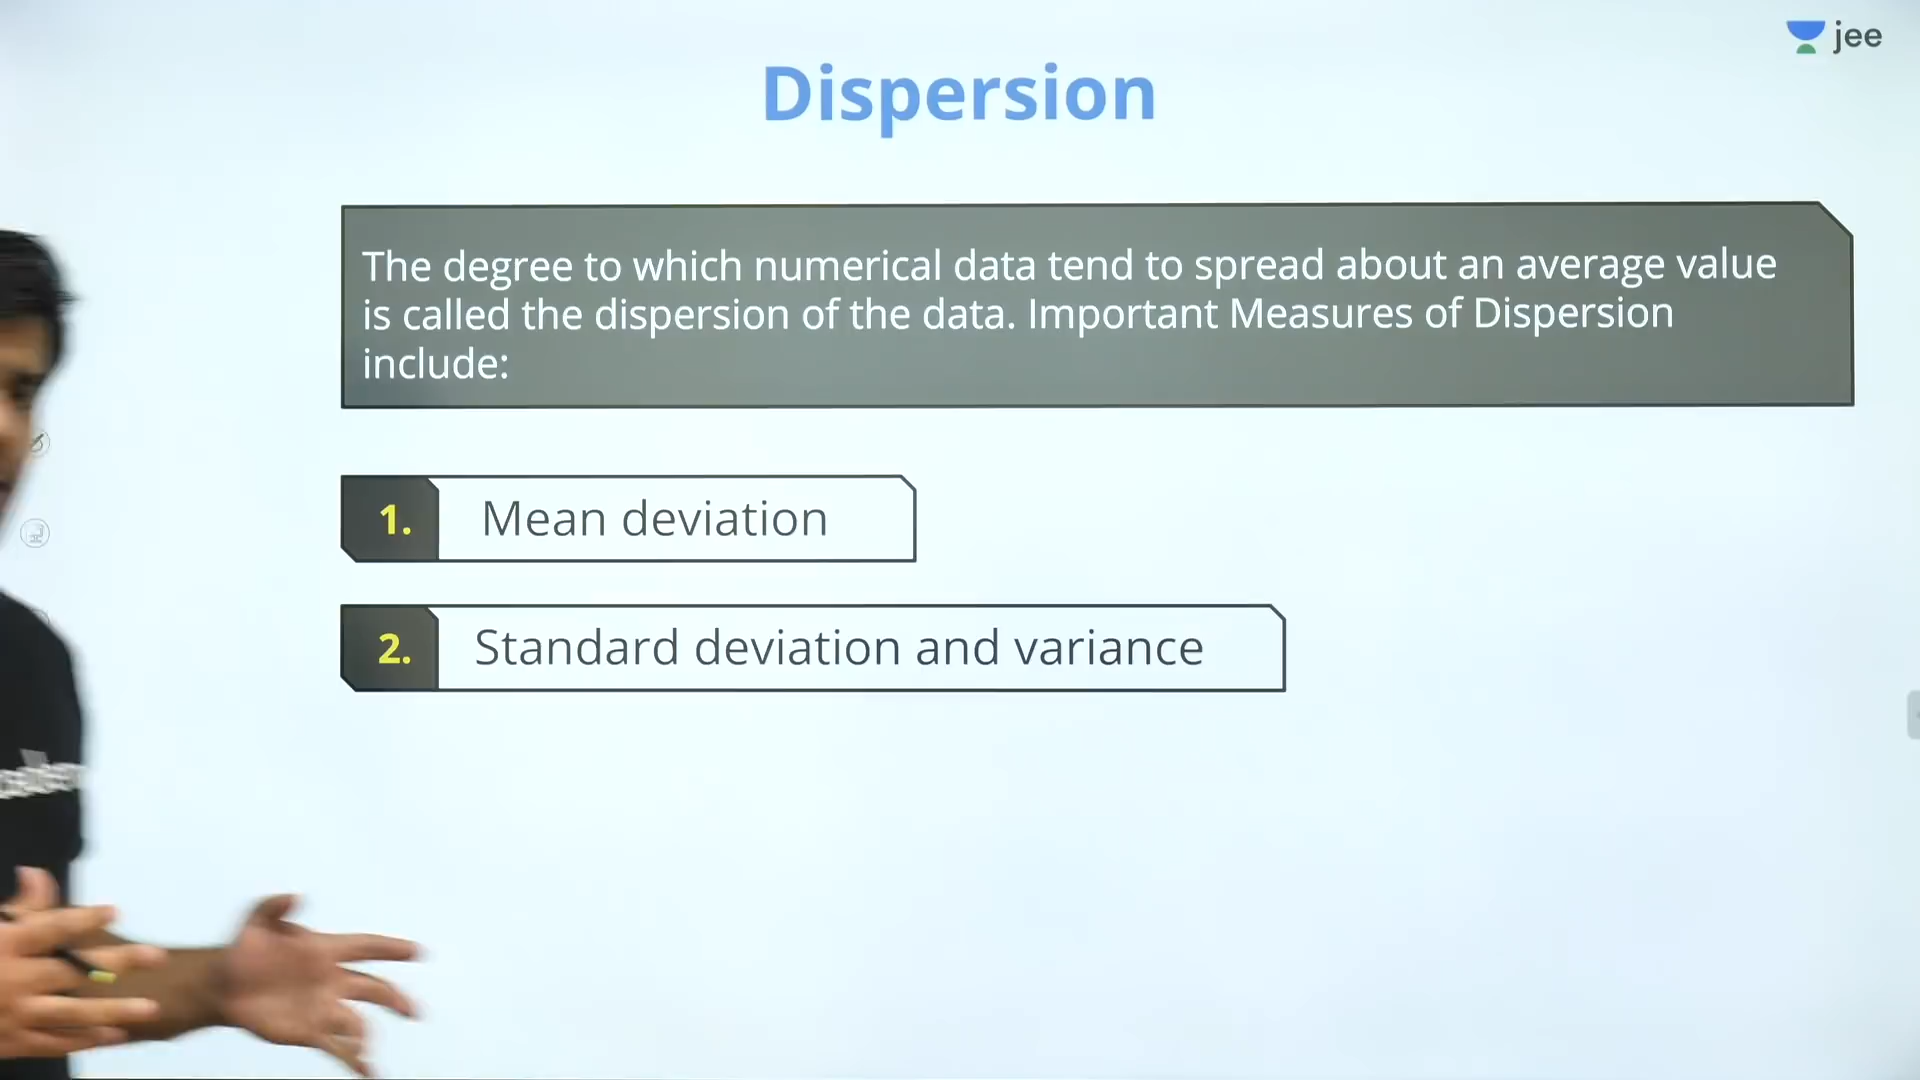 jee
Dispersion
The degree to which numerical data tend to spread about an average value
is called the dispersion of the data. Important Measures of Dispersion
include:
1. Mean deviation
2. Standard deviation and variance